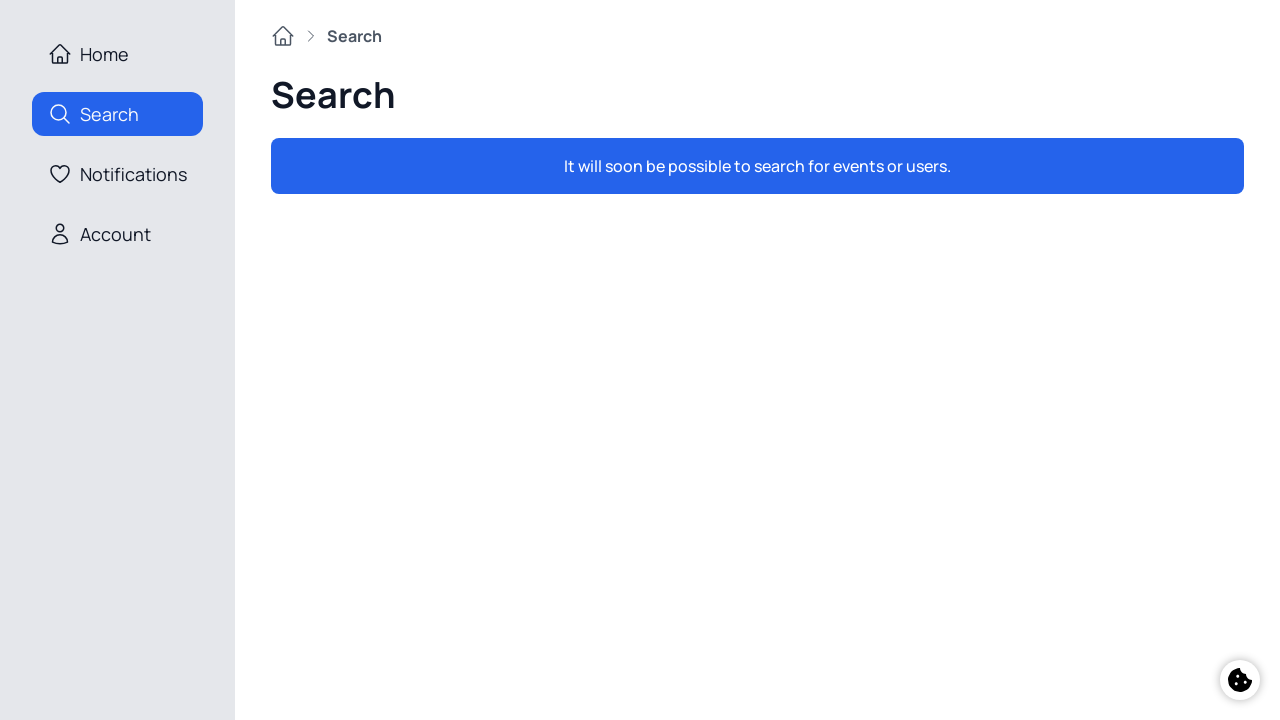 Home
Search
Notifications
Account
Search
Search
It will soon be possible to search for events or users.